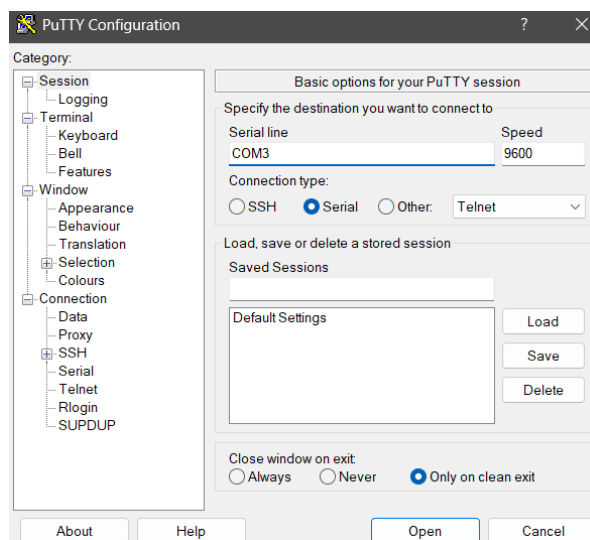 PuTTY Configuration ? ×
Category:
Session
Logging
Terminal
Keyboard
Bell
Features
Window
Appearance
Behaviour
Translation
Selection
Colours
Connection
Data
Proxy
SSH
Serial
Telnet
Rlogin
SUPDUP
Basic options for your PuTTY session
Specify the destination you want to connect to
Serial line Speed
COM3 9600
Connection type:
SSH Serial Other: Telnet
Load, save or delete a stored session
Saved Sessions
Default Settings
Load
Save
Delete
Close window on exit:
Always Never Only on clean exit
About Help Open Cancel